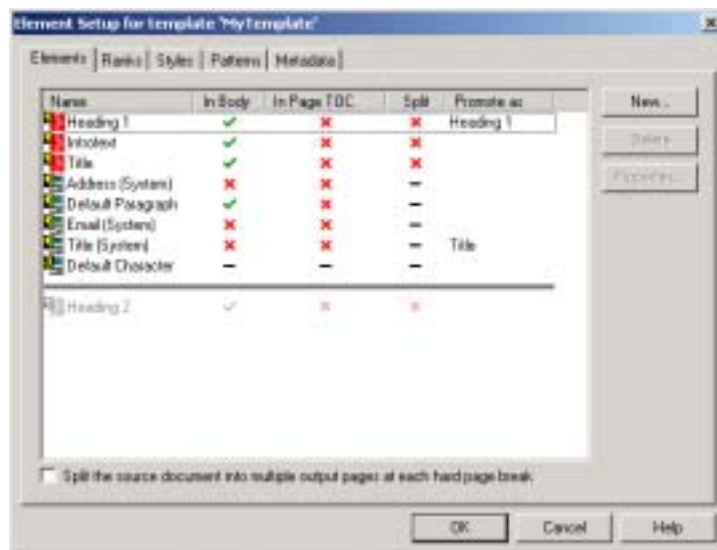 Element Setup for template 'MyTemplate'
Elements Ranks Styles Patterns Metadata
Name In Body In Page TOC Split Promote as
Heading 1 Heading 1
Introtext
Title
Address (System)
Default Paragraph
Email (System)
Title (System) Title
Default Character
Heading 2
New...
Delete
Properties...
Split the source document into multiple output pages at each hard page break.
OK Cancel Help